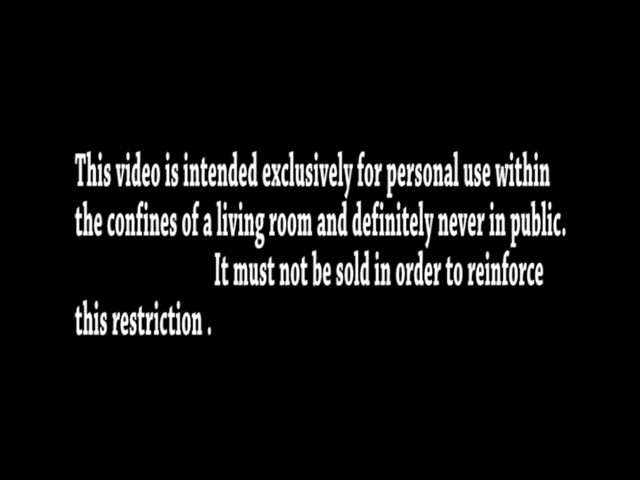 This video is intended exclusively for personal use within
the confines of a living room and definitely never in public.
It must not be sold in order to reinforce
this restriction .